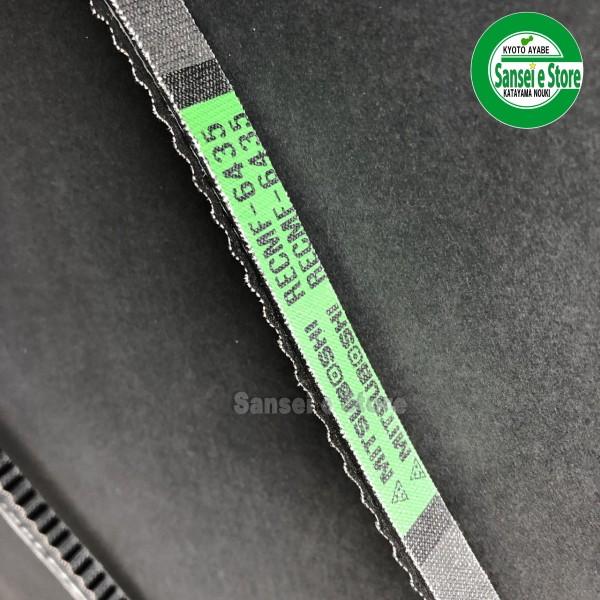 KYOTO AYABE
Sansei e Store
KATAYAMA NOUKI
RECMF-6435
RECMF-6435
MITSUBOSHI
MITSUBOSHI
Sansei e Store